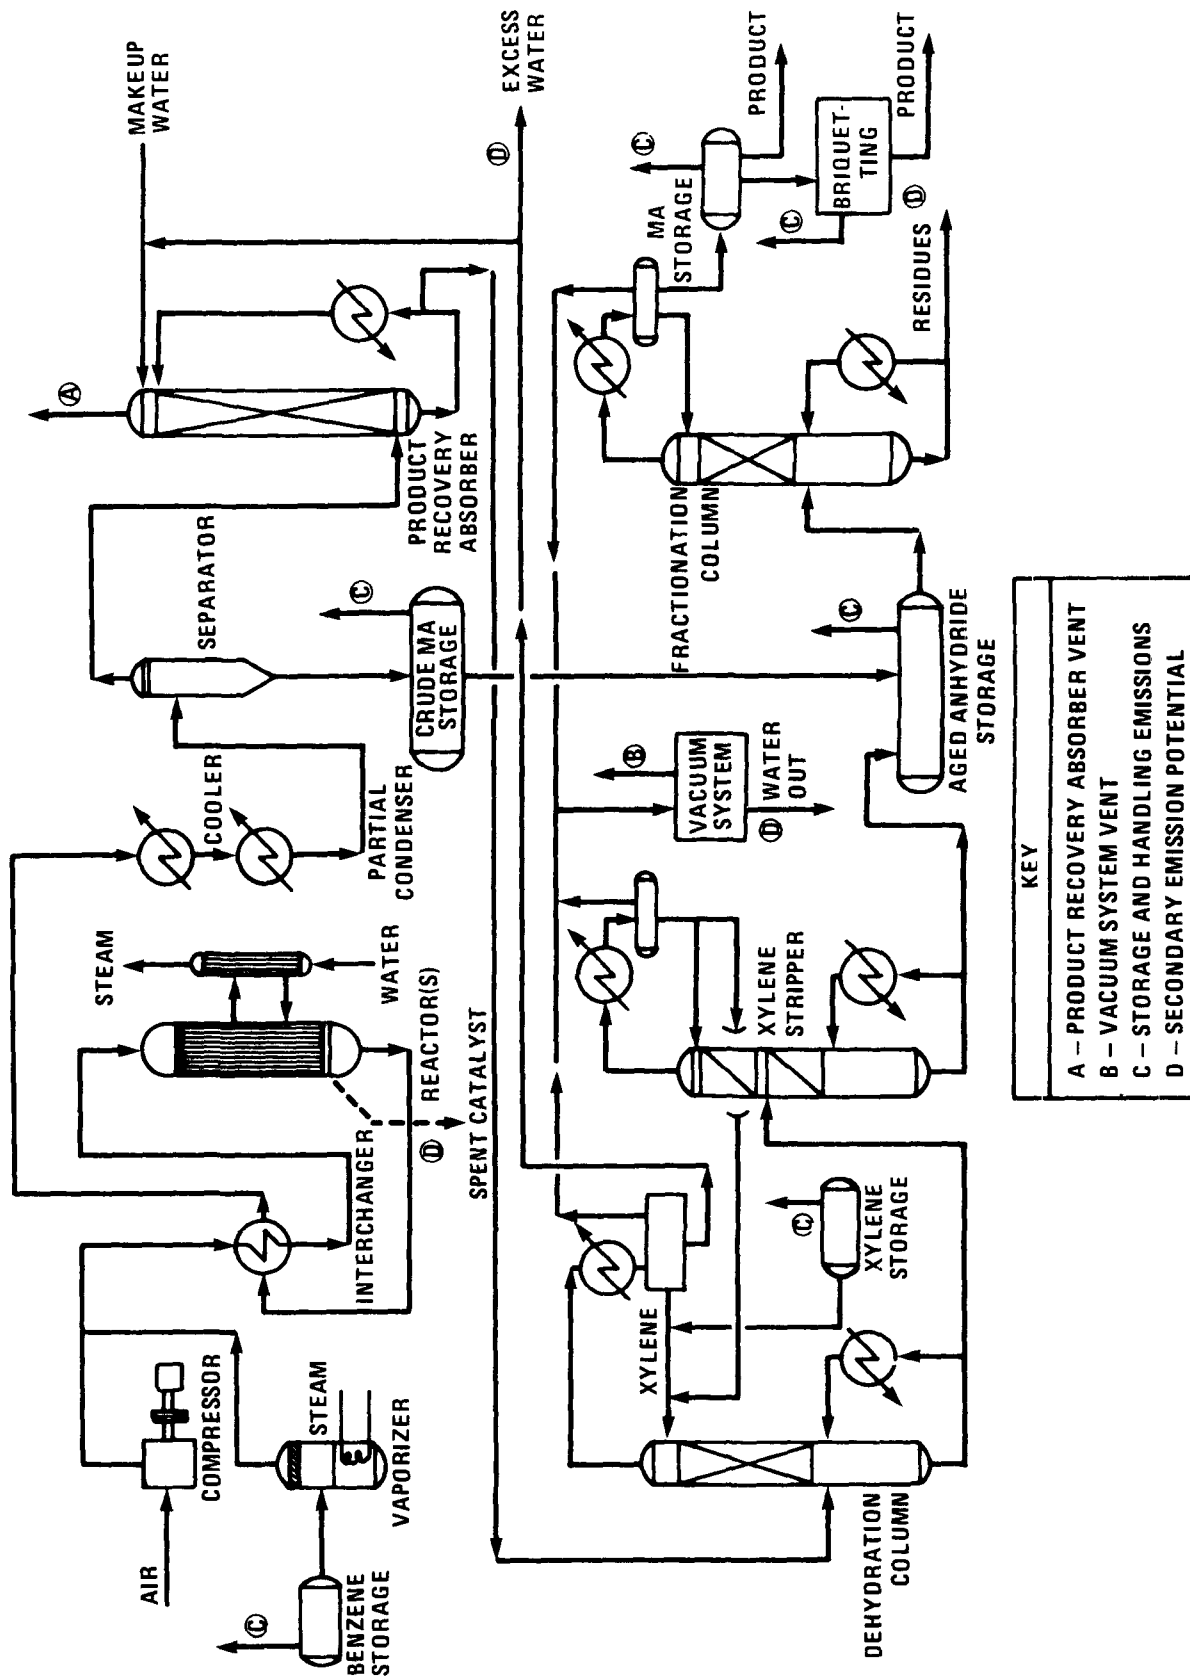 AIR
COMPRESSOR
Ⓒ
BENZENE
STORAGE
STEAM
VAPORIZER
INTERCHANGER
STEAM
WATER
REACTOR(S)
Ⓓ
SPENT CATALYST
COOLER
PARTIAL
CONDENSER
SEPARATOR
Ⓒ
CRUDE MA
STORAGE
Ⓐ
PRODUCT
RECOVERY
ABSORBER
MAKEUP
WATER
Ⓓ
EXCESS
WATER
DEHYDRATION
COLUMN
XYLENE
Ⓒ
XYLENE
STORAGE
XYLENE
STRIPPER
Ⓑ
VACUUM
SYSTEM
Ⓓ
WATER
OUT
Ⓒ
AGED ANHYDRIDE
STORAGE
FRACTIONATION
COLUMN
MA
STORAGE
Ⓒ
PRODUCT
Ⓒ
BRIQUET-
TING
PRODUCT
Ⓓ
RESIDUES
KEY
A – PRODUCT RECOVERY ABSORBER VENT
B – VACUUM SYSTEM VENT
C – STORAGE AND HANDLING EMISSIONS
D – SECONDARY EMISSION POTENTIAL